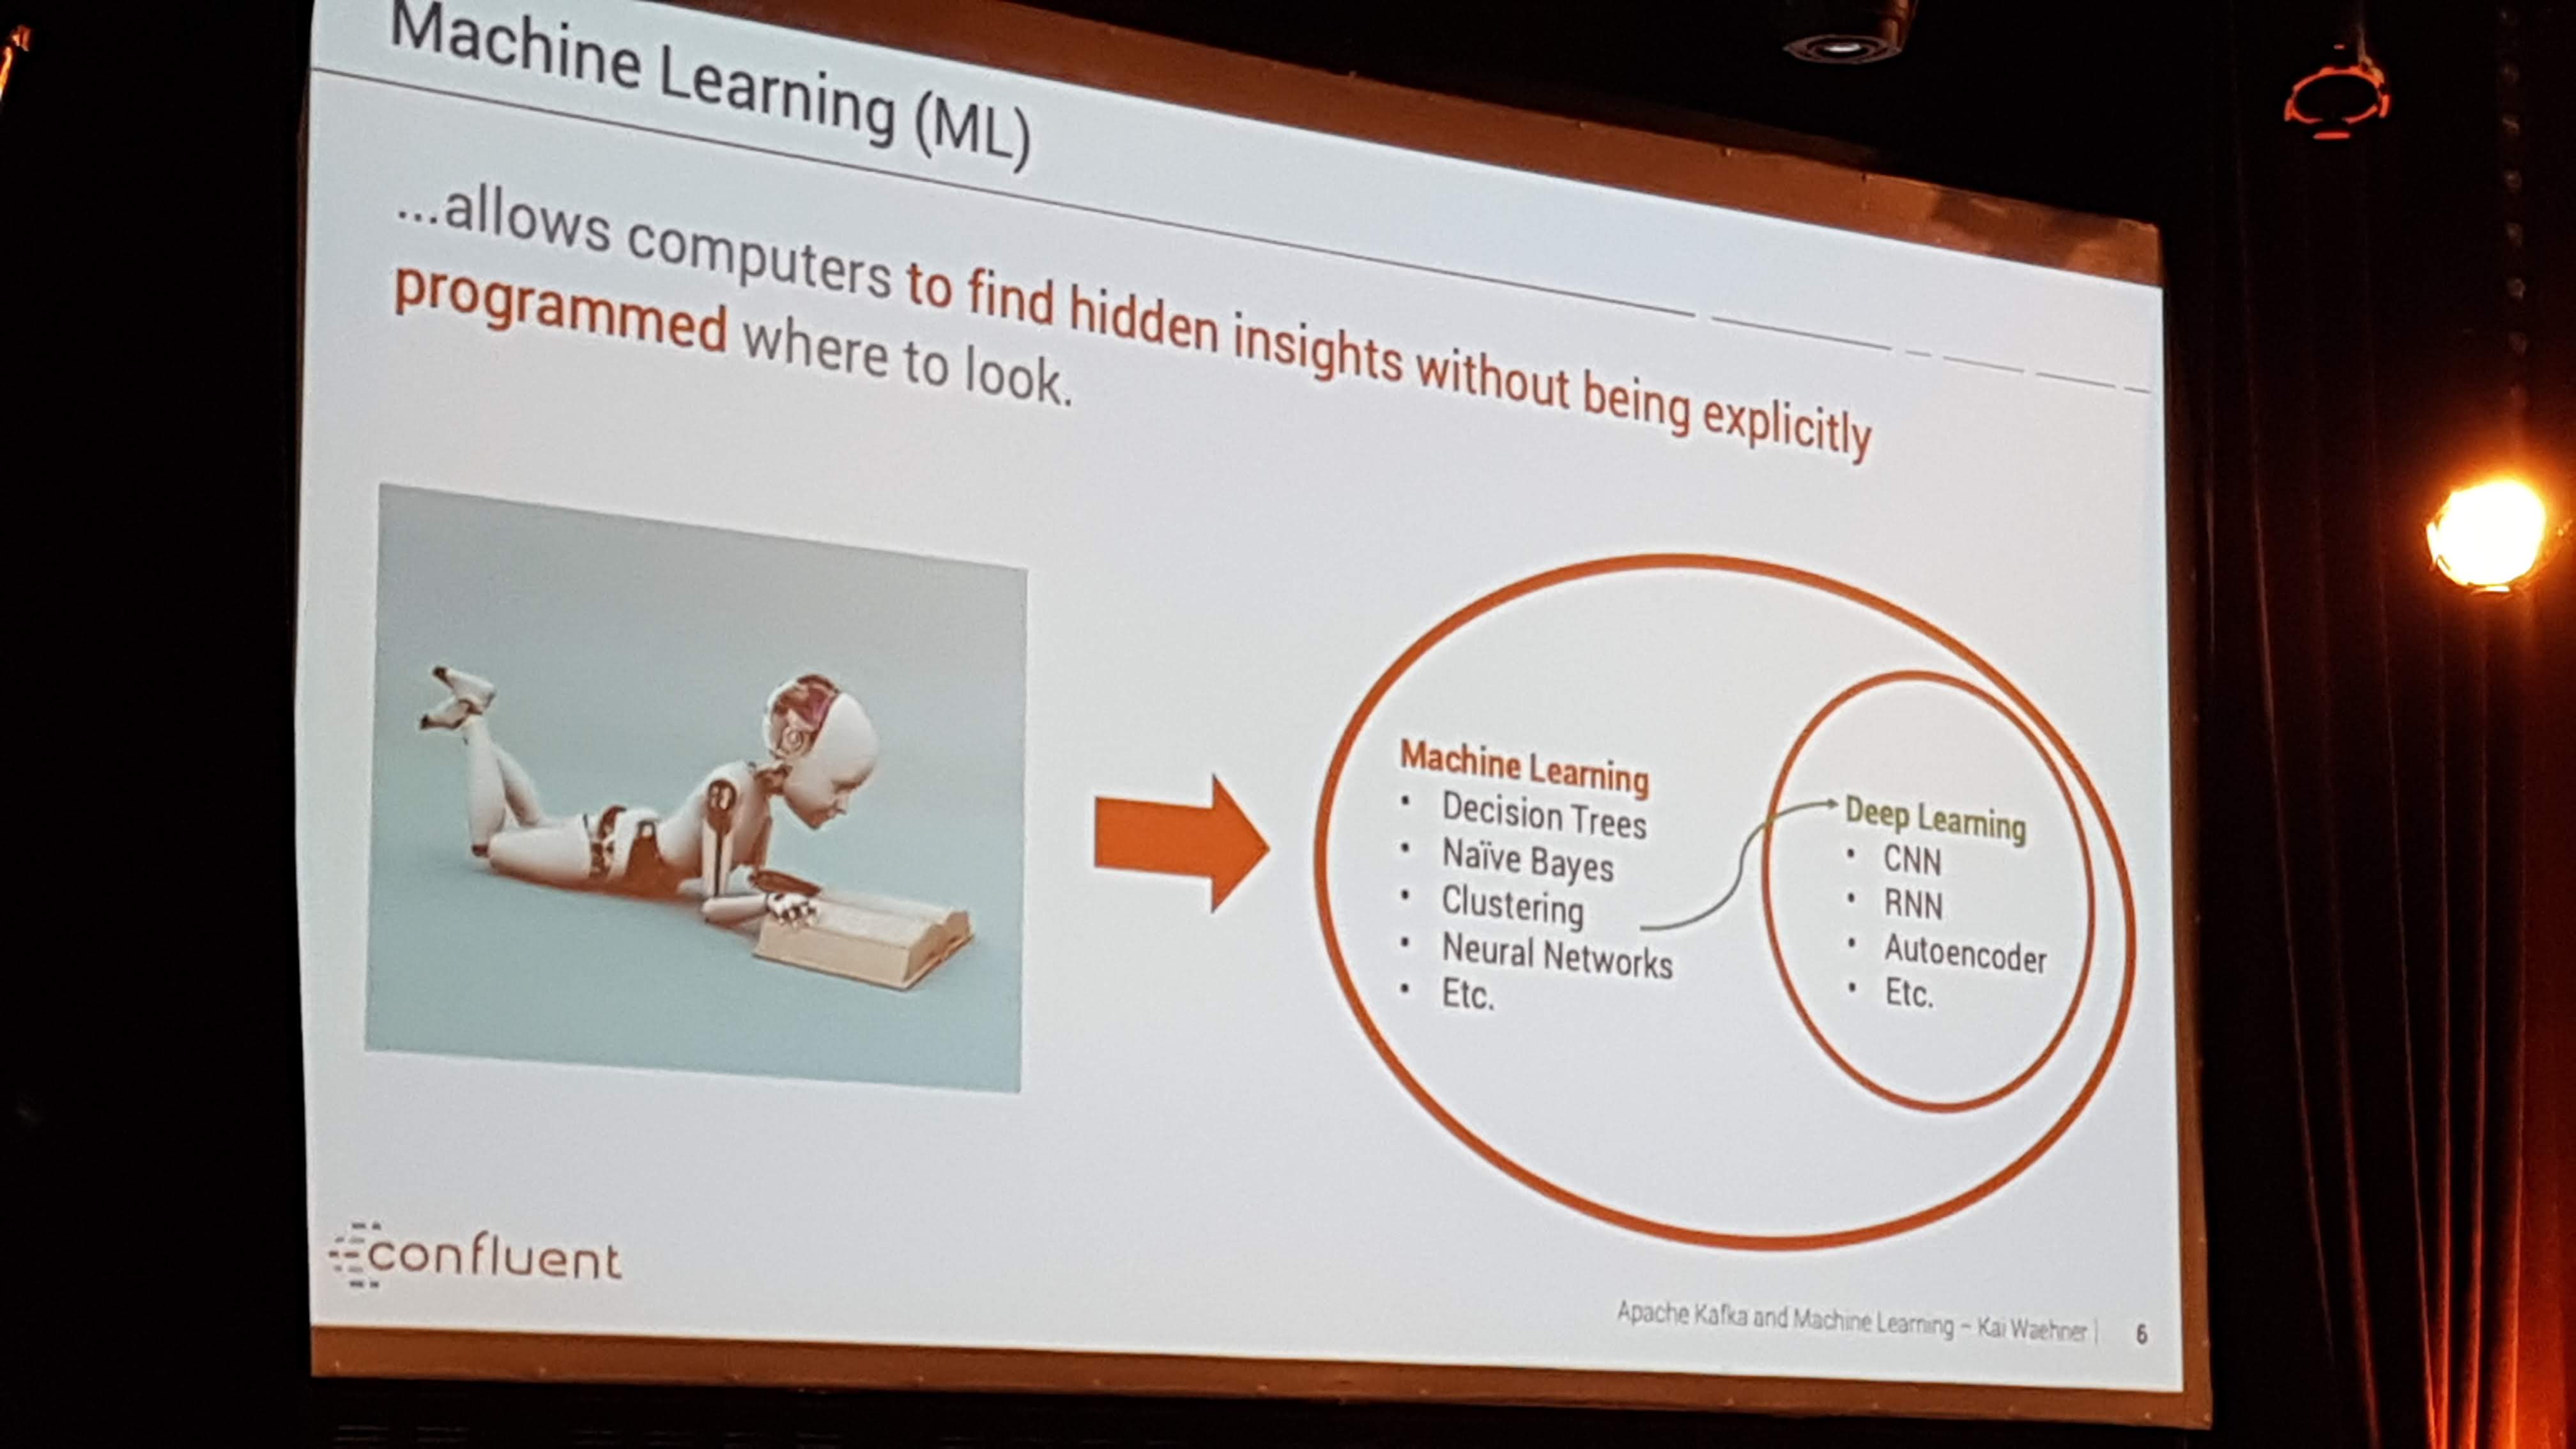 Machine Learning (ML)
...allows computers to find hidden insights without being explicitly
programmed where to look.
Machine Learning
• Decision Trees
• Naïve Bayes
• Clustering
• Neural Networks
• Etc.
Deep Learning
• CNN
• RNN
• Autoencoder
• Etc.
confluent
Apache Kafka and Machine Learning – Kai Waehner | 6